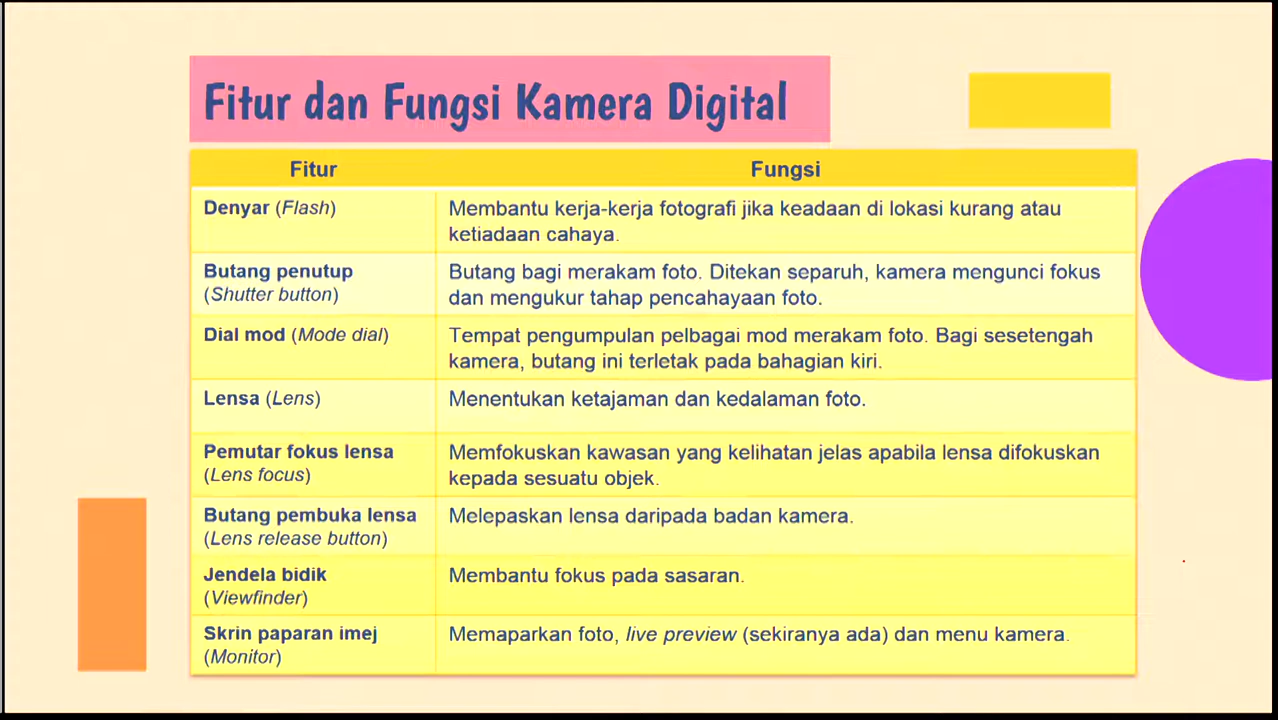 Fitur dan Fungsi Kamera Digital
Fitur
Fungsi
Denyar (Flash)
Membantu kerja-kerja fotografi jika keadaan di lokasi kurang atau
ketiadaan cahaya.
Butang penutup
(Shutter button)
Butang bagi merakam foto. Ditekan separuh, kamera mengunci fokus
dan mengukur tahap pencahayaan foto.
Dial mod (Mode dial)
Tempat pengumpulan pelbagai mod merakam foto. Bagi sesetengah
kamera, butang ini terletak pada bahagian kiri.
Lensa (Lens)
Menentukan ketajaman dan kedalaman foto.
Pemutar fokus lensa
(Lens focus)
Memfokuskan kawasan yang kelihatan jelas apabila lensa difokuskan
kepada sesuatu objek.
Butang pembuka lensa
(Lens release button)
Melepaskan lensa daripada badan kamera.
Jendela bidik
(Viewfinder)
Membantu fokus pada sasaran.
Skrin paparan imej
(Monitor)
Memaparkan foto, live preview (sekiranya ada) dan menu kamera.